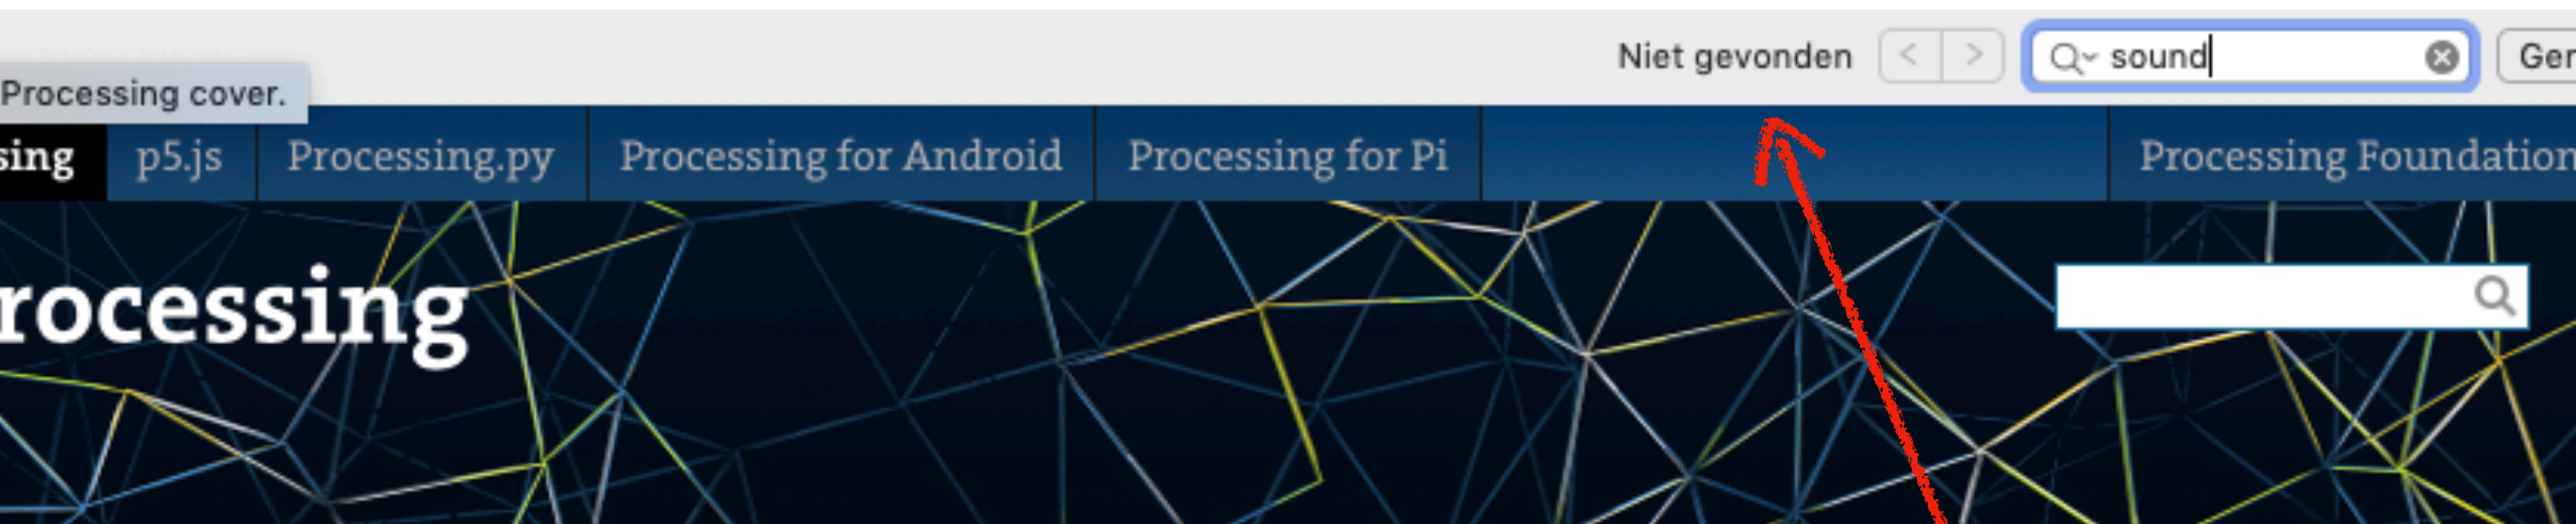 Niet gevonden < > sound Ger
Processing cover.
sing p5.js Processing.py Processing for Android Processing for Pi Processing Foundation
rocessing